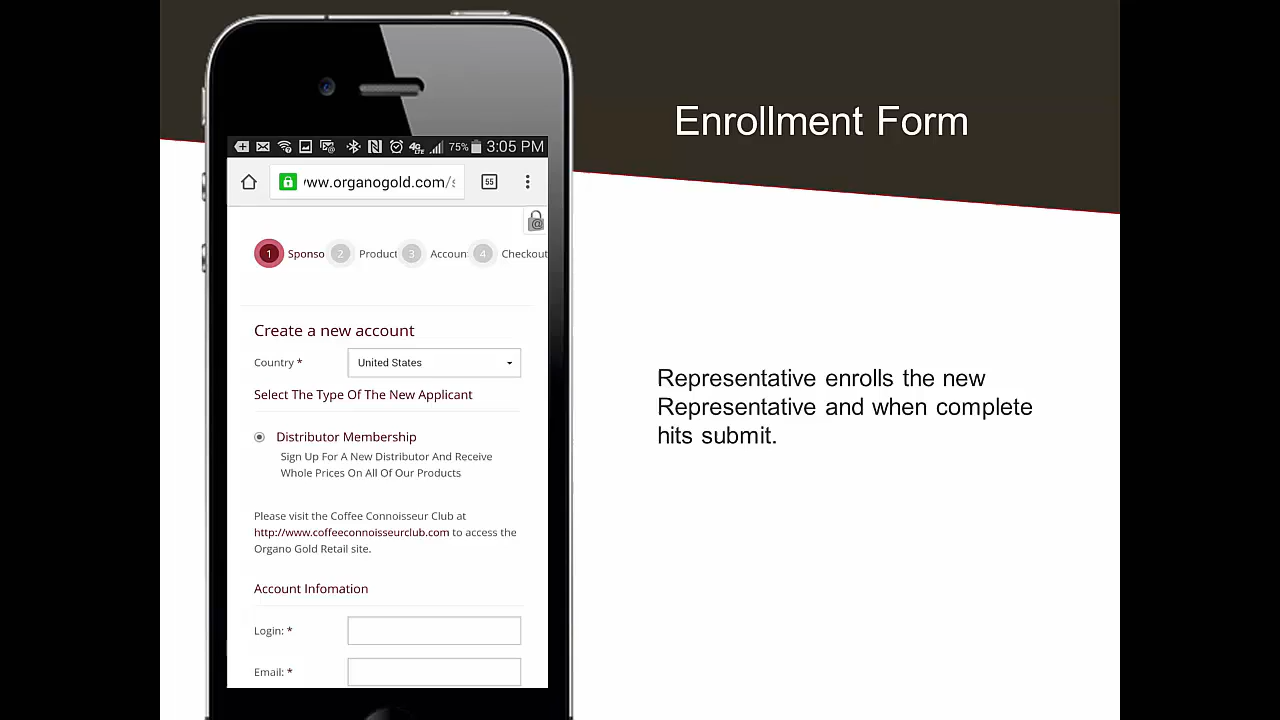 Enrollment Form
75% 3:05 PM
www.organogold.com/s
55
1 Sponso 2 Product 3 Accoun 4 Checkout
Create a new account
Country * United States
Select The Type Of The New Applicant
Distributor Membership
Sign Up For A New Distributor And Receive
Whole Prices On All Of Our Products
Please visit the Coffee Connoisseur Club at
http://www.coffeeconnoisseurclub.com to access the
Organo Gold Retail site.
Account Infomation
Login: *
Email: *
Representative enrolls the new
Representative and when complete
hits submit.